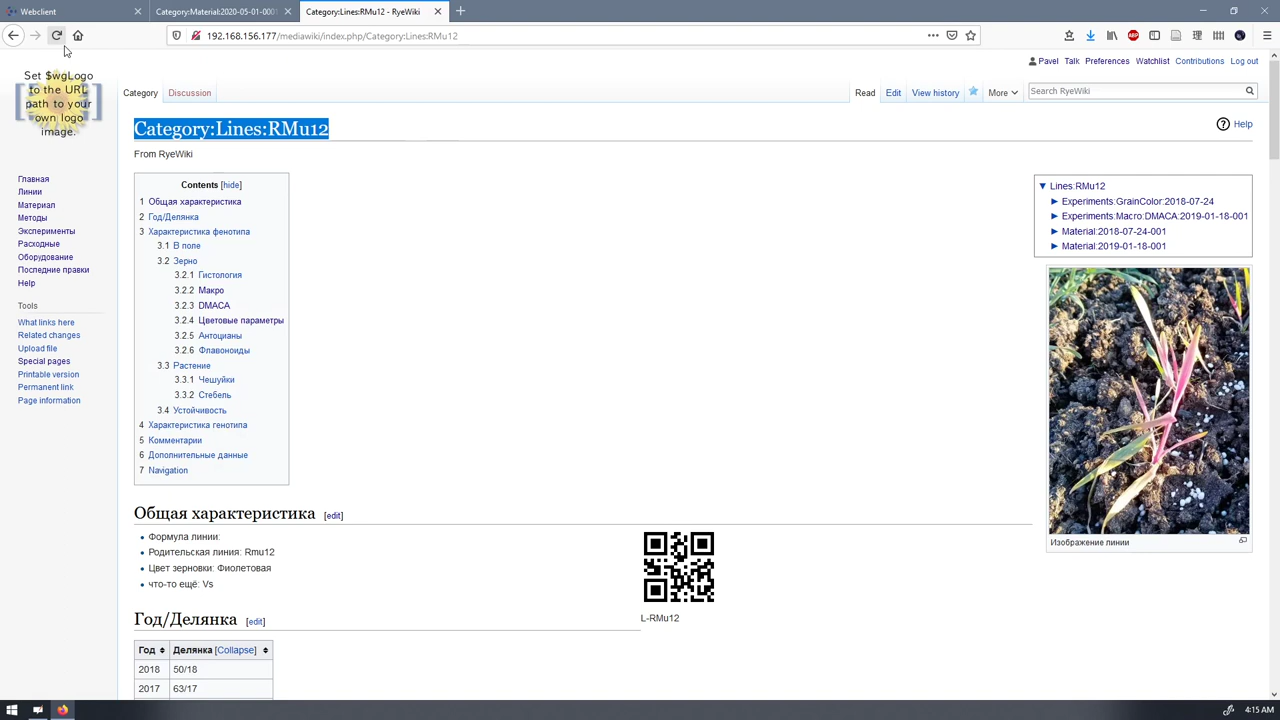 Webclient
Category:Material:2020-05-01-0001
Category:Lines:RMu12 - RyeWiki
192.168.156.177/mediawiki/index.php/Category:Lines:RMu12
Pavel Talk Preferences Watchlist Contributions Log out
Set $wgLogo
to the URL
path to your
own logo
image.
Category Discussion
Read Edit View history More
Search RyeWiki
Category:Lines:RMu12
Help
From RyeWiki
Главная
Линии
Материал
Методы
Эксперименты
Расходные
Оборудование
Последние правки
Help
Tools
What links here
Related changes
Upload file
Special pages
Printable version
Permanent link
Page information
Contents [hide]
1 Общая характеристика
2 Год/Делянка
3 Характеристика фенотипа
3.1 В поле
3.2 Зерно
3.2.1 Гистология
3.2.2 Макро
3.2.3 DMACA
3.2.4 Цветовые параметры
3.2.5 Антоцианы
3.2.6 Флавоноиды
3.3 Растение
3.3.1 Чешуйки
3.3.2 Стебель
3.4 Устойчивость
4 Характеристика генотипа
5 Комментарии
6 Дополнительные данные
7 Navigation
▼ Lines:RMu12
► Experiments:GrainColor:2018-07-24
► Experiments:Macro:DMACA:2019-01-18-001
► Material:2018-07-24-001
► Material:2019-01-18-001
Изображение линии
Общая характеристика [edit]
• Формула линии:
• Родительская линия: Rmu12
• Цвет зерновки: Фиолетовая
• что-то ещё: Vs
L-RMu12
Год/Делянка [edit]
Год Делянка [Collapse]
2018 50/18
2017 63/17
4:15 AM